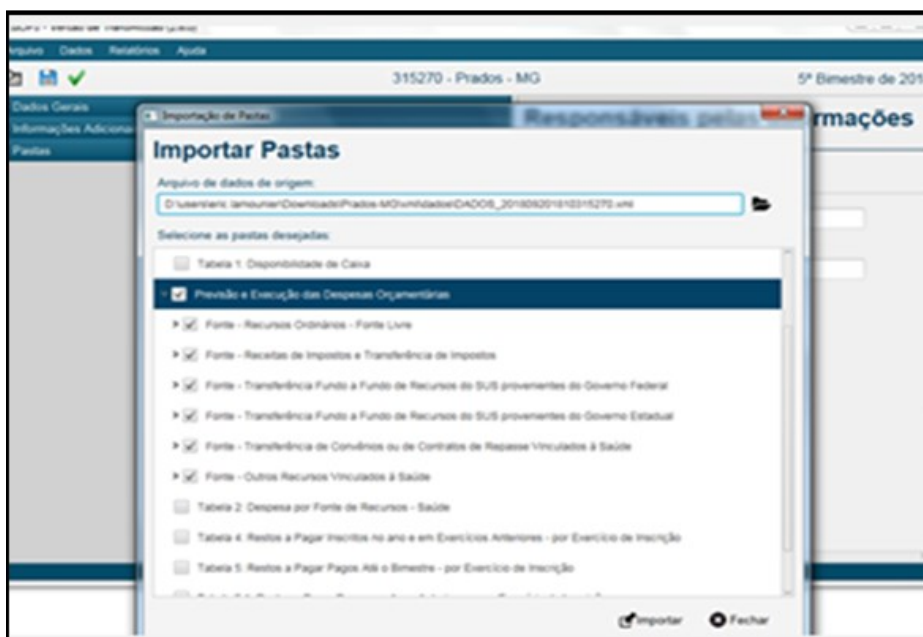 Arquivo Dados Relatórios Ajuda
315270 - Prados - MG
5º Bimestre de 201
Dados Gerais
Informações Adiciona
Pastas
Importação de Pastas
Responsáveis pelas
rmações
Importar Pastas
Arquivo de dados de origem:
Selecione as pastas desejadas:
Tabela 1: Disponibilidade de Caixa
Previsão e Execução das Despesas Orçamentárias
Fonte - Recursos Ordinários - Fonte Livre
Fonte - Receitas de Impostos e Transferência de Impostos
Fonte - Transferência Fundo a Fundo de Recursos do SUS provenientes do Governo Federal
Fonte - Transferência Fundo a Fundo de Recursos do SUS provenientes do Governo Estadual
Fonte - Transferência de Convênios ou de Contratos de Repasse Vinculados à Saúde
Fonte - Outros Recursos Vinculados à Saúde
Tabela 2: Despesa por Fonte de Recursos - Saúde
Tabela 4: Restos a Pagar Inscritos no ano e em Exercícios Anteriores - por Exercício de Inscrição
Tabela 5: Restos a Pagar Pagos Até o Bimestre - por Exercício de Inscrição
Importar Fechar